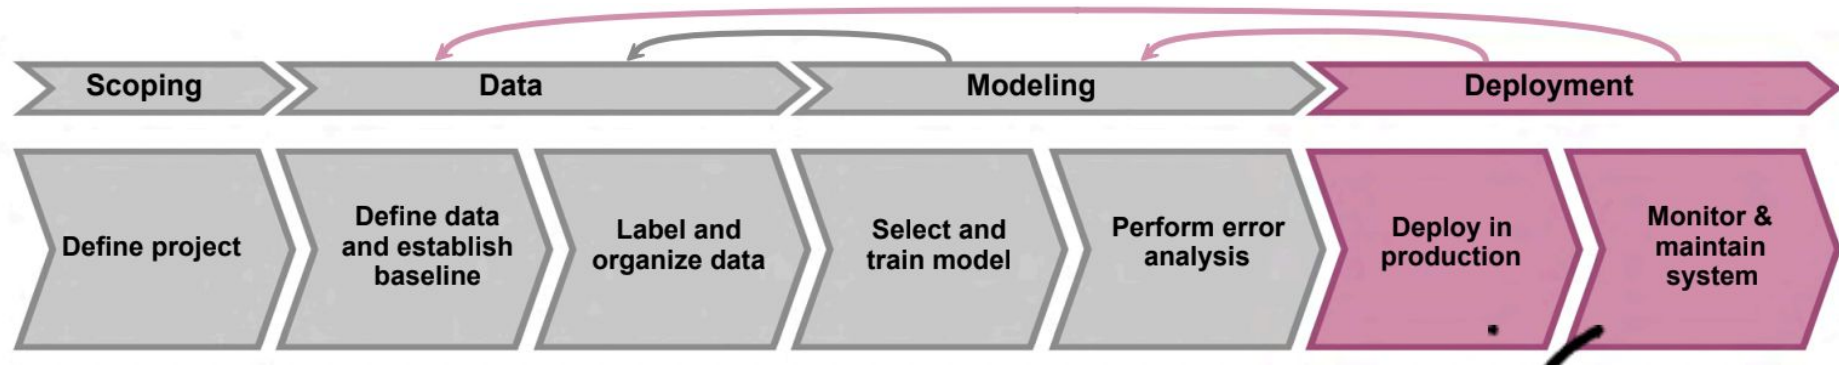 Scoping
Data
Modeling
Deployment
Define project
Define data
and establish
baseline
Label and
organize data
Select and
train model
Perform error
analysis
Deploy in
production
Monitor &
maintain
system